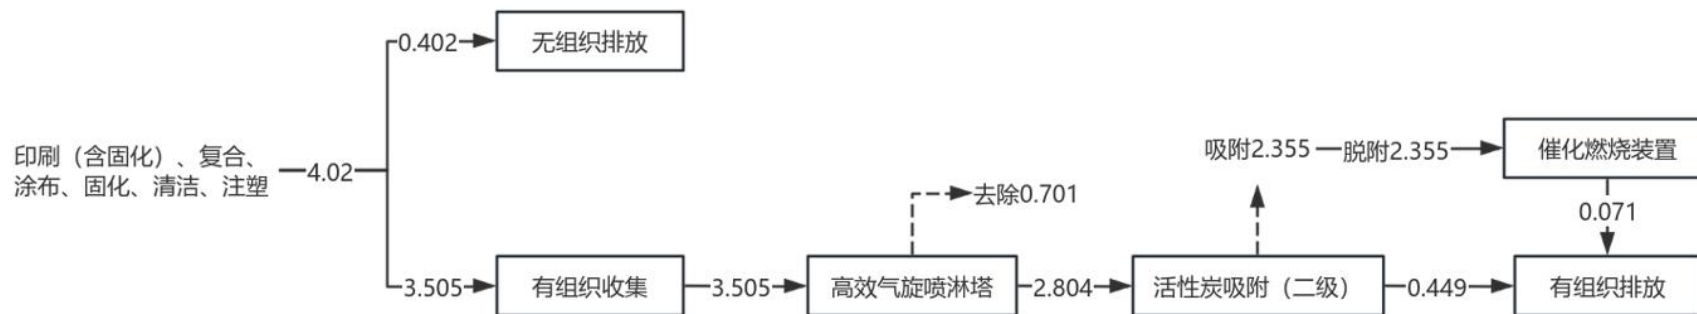 0.402
无组织排放
印刷（含固化）、复合、
涂布、固化、清洁、注塑
4.02
吸附2.355
脱附2.355
催化燃烧装置
去除0.701
0.071
3.505
有组织收集
3.505
高效气旋喷淋塔
2.804
活性炭吸附（二级）
0.449
有组织排放